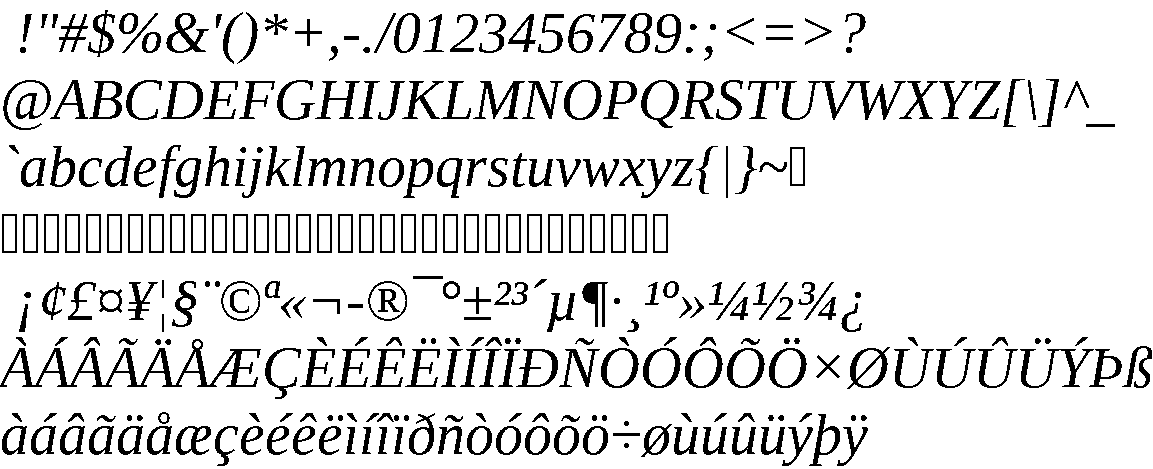 !"#$%&'()*+,-./0123456789:;<=>?
@ABCDEFGHIJKLMNOPQRSTUVWXYZ[\]^_
`abcdefghijklmnopqrstuvwxyz{|}~▯
▯▯▯▯▯▯▯▯▯▯▯▯▯▯▯▯▯▯▯▯▯▯▯▯▯▯▯▯▯▯▯▯
¡¢£¤¥¦§¨©ª«¬-®¯°±²³´µ¶·¸¹º»¼½¾¿
ÀÁÂÃÄÅÆÇÈÉÊËÌÍÎÏÐÑÒÓÔÕÖ×ØÙÚÛÜÝÞß
àáâãäåæçèéêëìíîïðñòóôõö÷øùúûüýþÿ